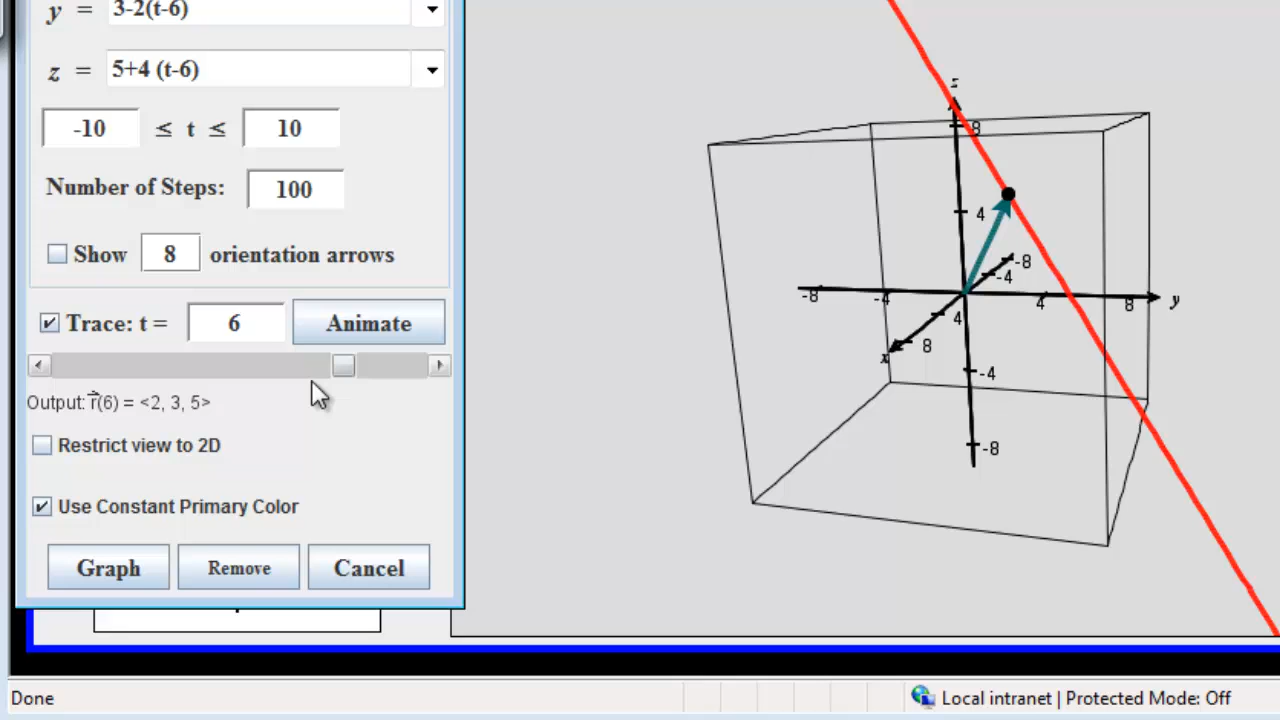 y = 3-2(t-6)
z = 5+4 (t-6)
-10 ≤ t ≤ 10
Number of Steps: 100
Show 8 orientation arrows
Trace: t = 6 Animate
Output: r⃗(6) = <2, 3, 5>
Restrict view to 2D
Use Constant Primary Color
Graph Remove Cancel
z
8
4
-8
-4
-8 -4 4 8 y
4
8
x
-4
-8
Done
Local intranet | Protected Mode: Off